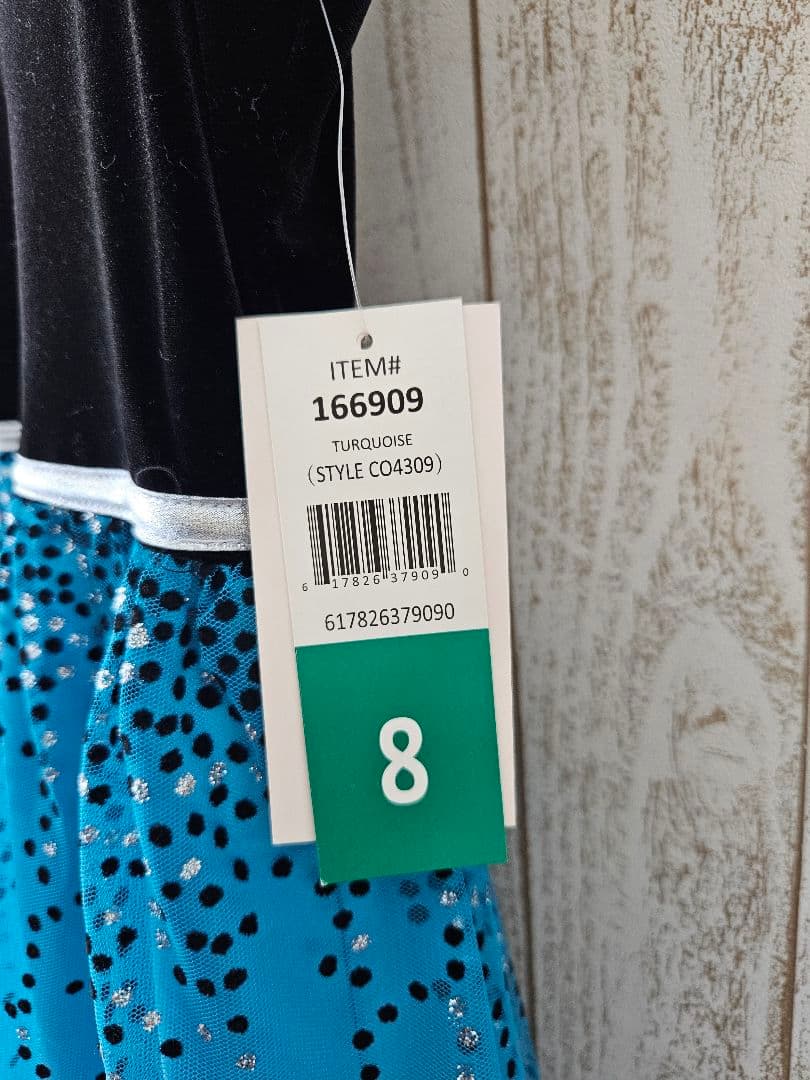 ITEM#
166909
TURQUOISE
(STYLE CO4309)
6 17826 37909 0
617826379090
8